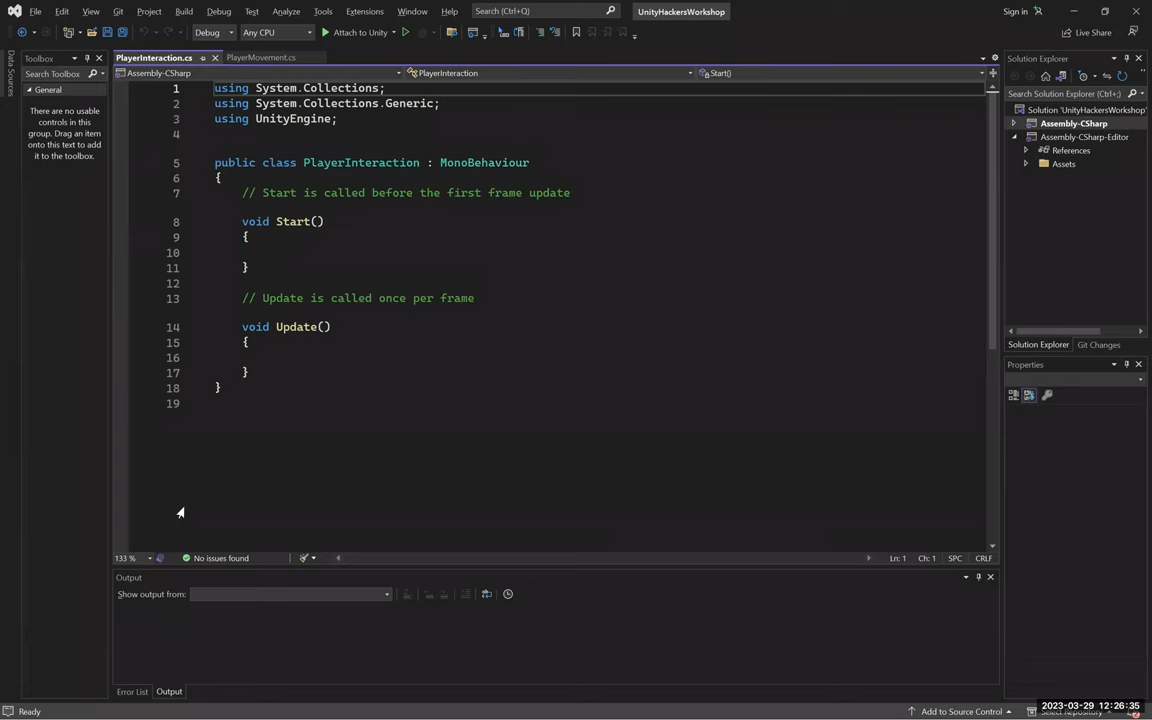 File Edit View Git Project Build Debug Test Analyze Tools Extensions Window Help Search (Ctrl+Q) UnityHackersWorkshop Sign in
Debug Any CPU Attach to Unity Live Share
Data Sources
Toolbox
Search Toolbox
General
There are no usable
controls in this
group. Drag an item
onto this text to add
it to the toolbox.
PlayerInteraction.cs PlayerMovement.cs
Assembly-CSharp PlayerInteraction Start()
1 using System.Collections;
2 using System.Collections.Generic;
3 using UnityEngine;
4
5 public class PlayerInteraction : MonoBehaviour
6 {
7 // Start is called before the first frame update
8 void Start()
9 {
10
11 }
12
13 // Update is called once per frame
14 void Update()
15 {
16
17 }
18 }
19
133 % No issues found Ln: 1 Ch: 1 SPC CRLF
Output
Show output from:
Error List Output
Solution Explorer
Search Solution Explorer (Ctrl+;)
Solution 'UnityHackersWorkshop'
Assembly-CSharp
Assembly-CSharp-Editor
References
Assets
Solution Explorer Git Changes
Properties
2023-03-29 12:26:35
Ready Add to Source Control Select Repository